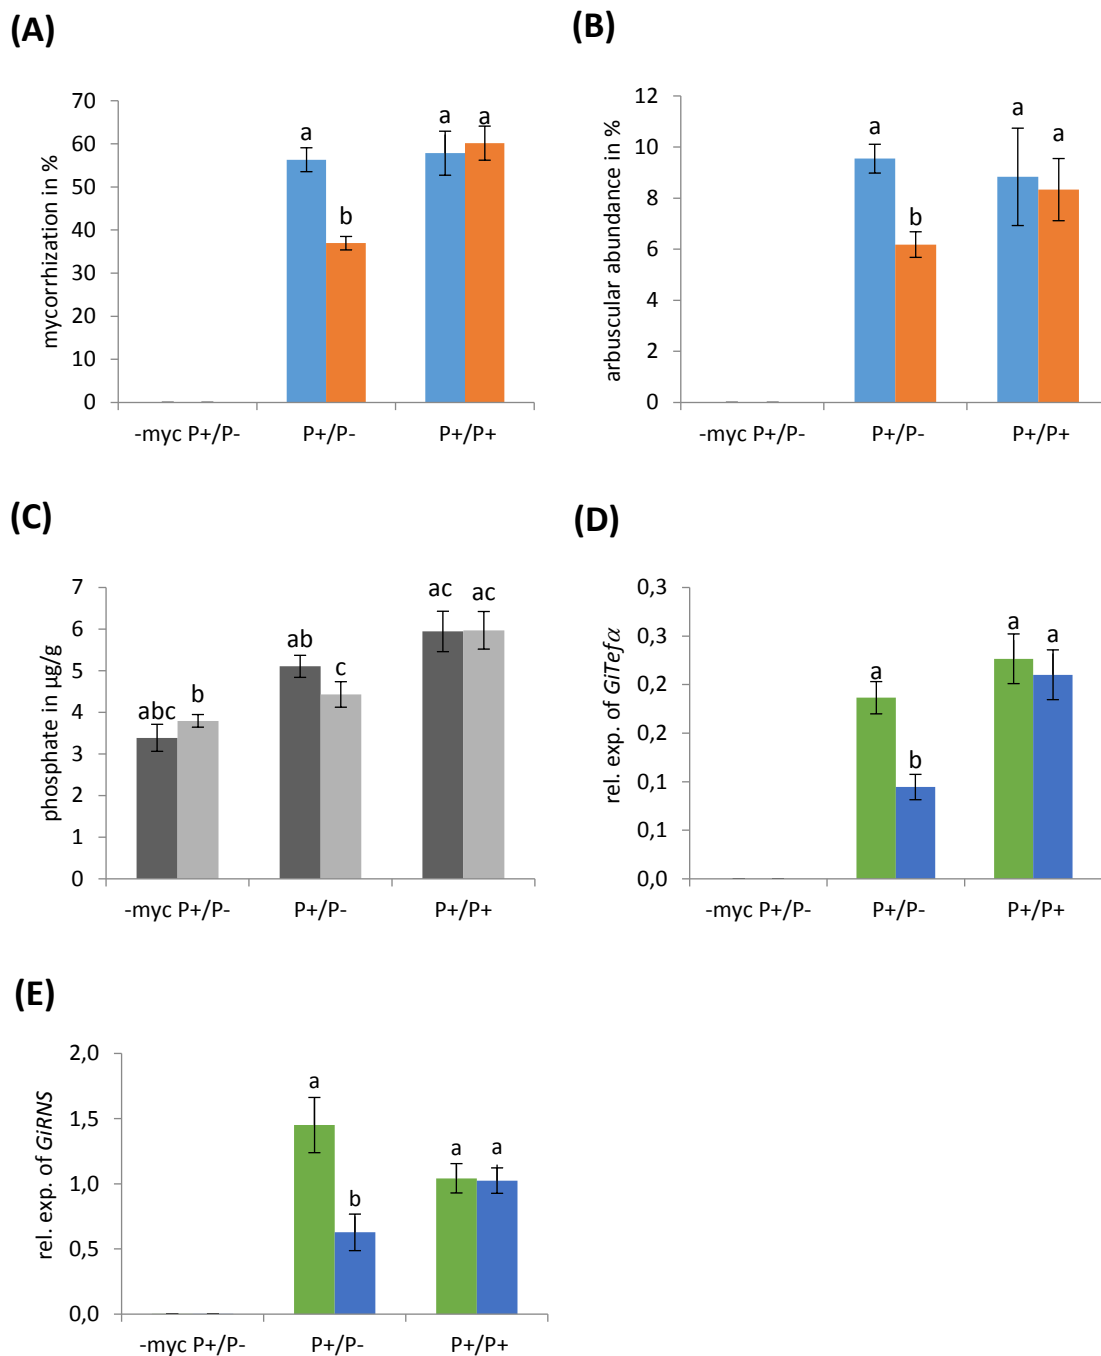 (A)
mycorrhization in %
70
60
50
40
30
20
10
0
a
b
a
a
-myc P+/P-
P+/P-
P+/P+
(B)
arbuscular abundance in %
12
10
8
6
4
2
0
a
b
a
a
-myc P+/P-
P+/P-
P+/P+
(C)
phosphate in µg/g
7
6
5
4
3
2
1
0
abc
b
ab
c
ac
ac
-myc P+/P-
P+/P-
P+/P+
(D)
rel. exp. of GiTefα
0,3
0,3
0,2
0,2
0,1
0,1
0,0
a
b
a
a
-myc P+/P-
P+/P-
P+/P+
(E)
rel. exp. of GiRNS
2,0
1,5
1,0
0,5
0,0
a
b
a
a
-myc P+/P-
P+/P-
P+/P+